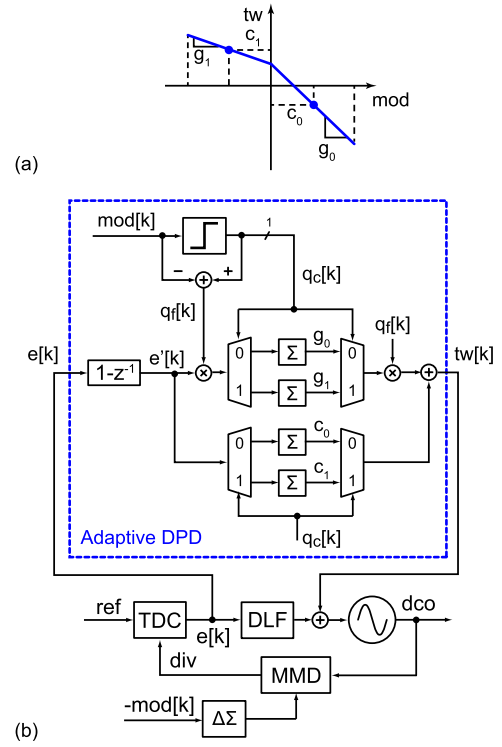 tw
c₁
g₁
mod
c₀
g₀
(a)
mod[k]
1
− +
+
q_c[k]
q_f[k]
q_f[k]
e[k]
e'[k]
tw[k]
1-z⁻¹
×
0 Σ g₀ 0
× +
1 Σ g₁ 1
0 Σ c₀ 0
1 Σ c₁ 1
q_c[k]
Adaptive DPD
ref
TDC
e[k]
DLF
+
dco
div
MMD
-mod[k]
ΔΣ
(b)